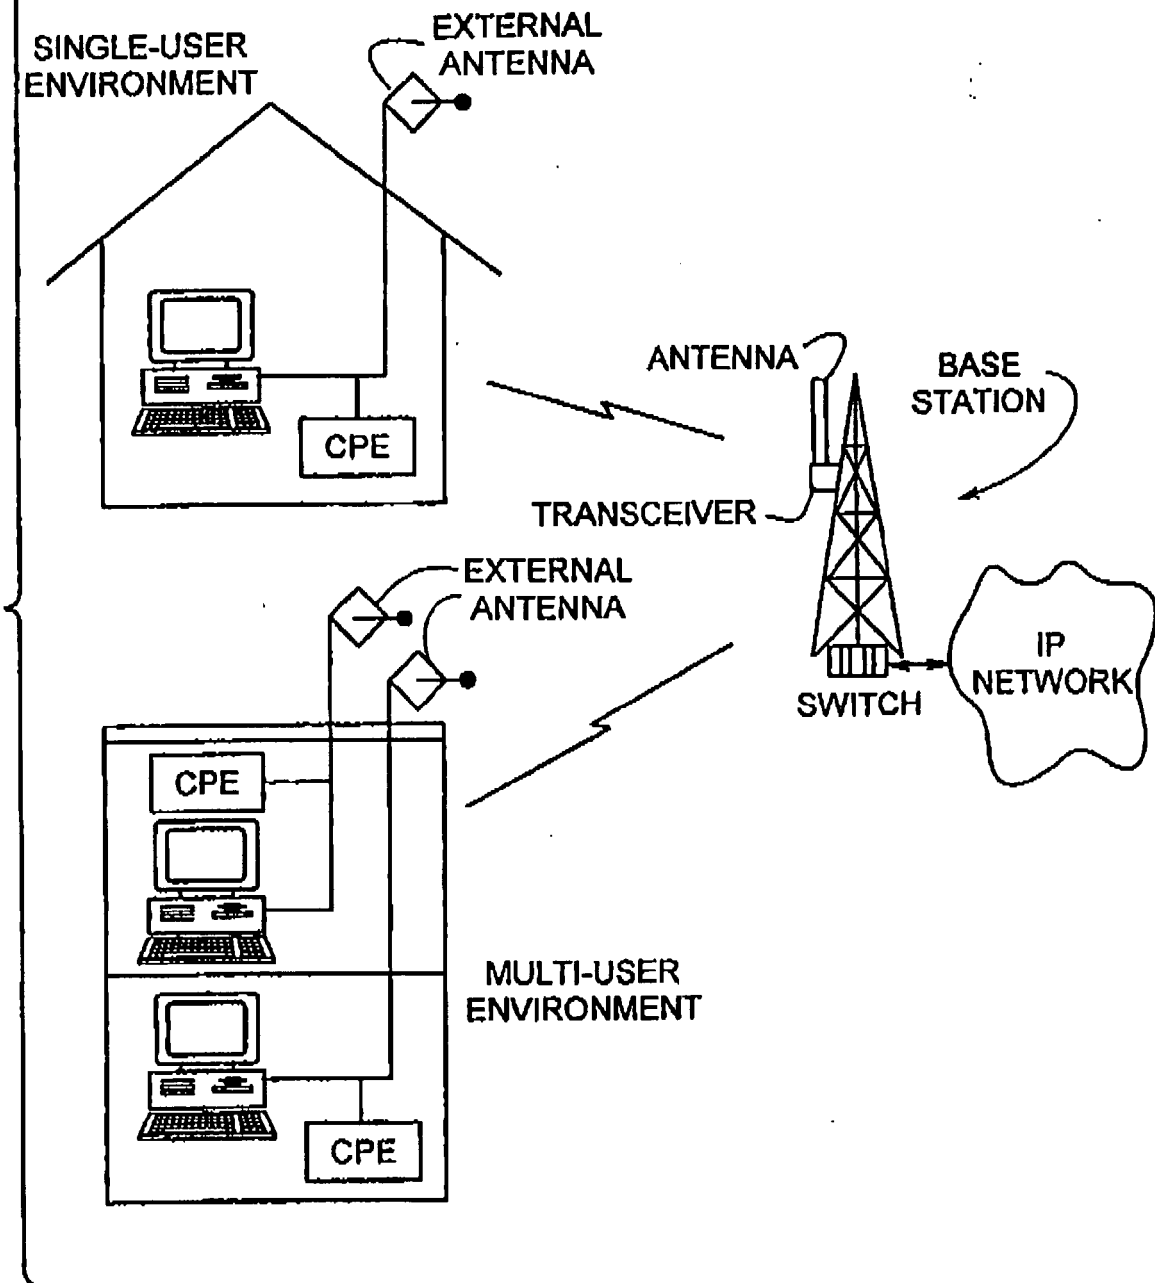 SINGLE-USER
ENVIRONMENT
EXTERNAL
ANTENNA
CPE
ANTENNA
BASE
STATION
TRANSCEIVER
EXTERNAL
ANTENNA
IP
NETWORK
SWITCH
CPE
MULTI-USER
ENVIRONMENT
CPE